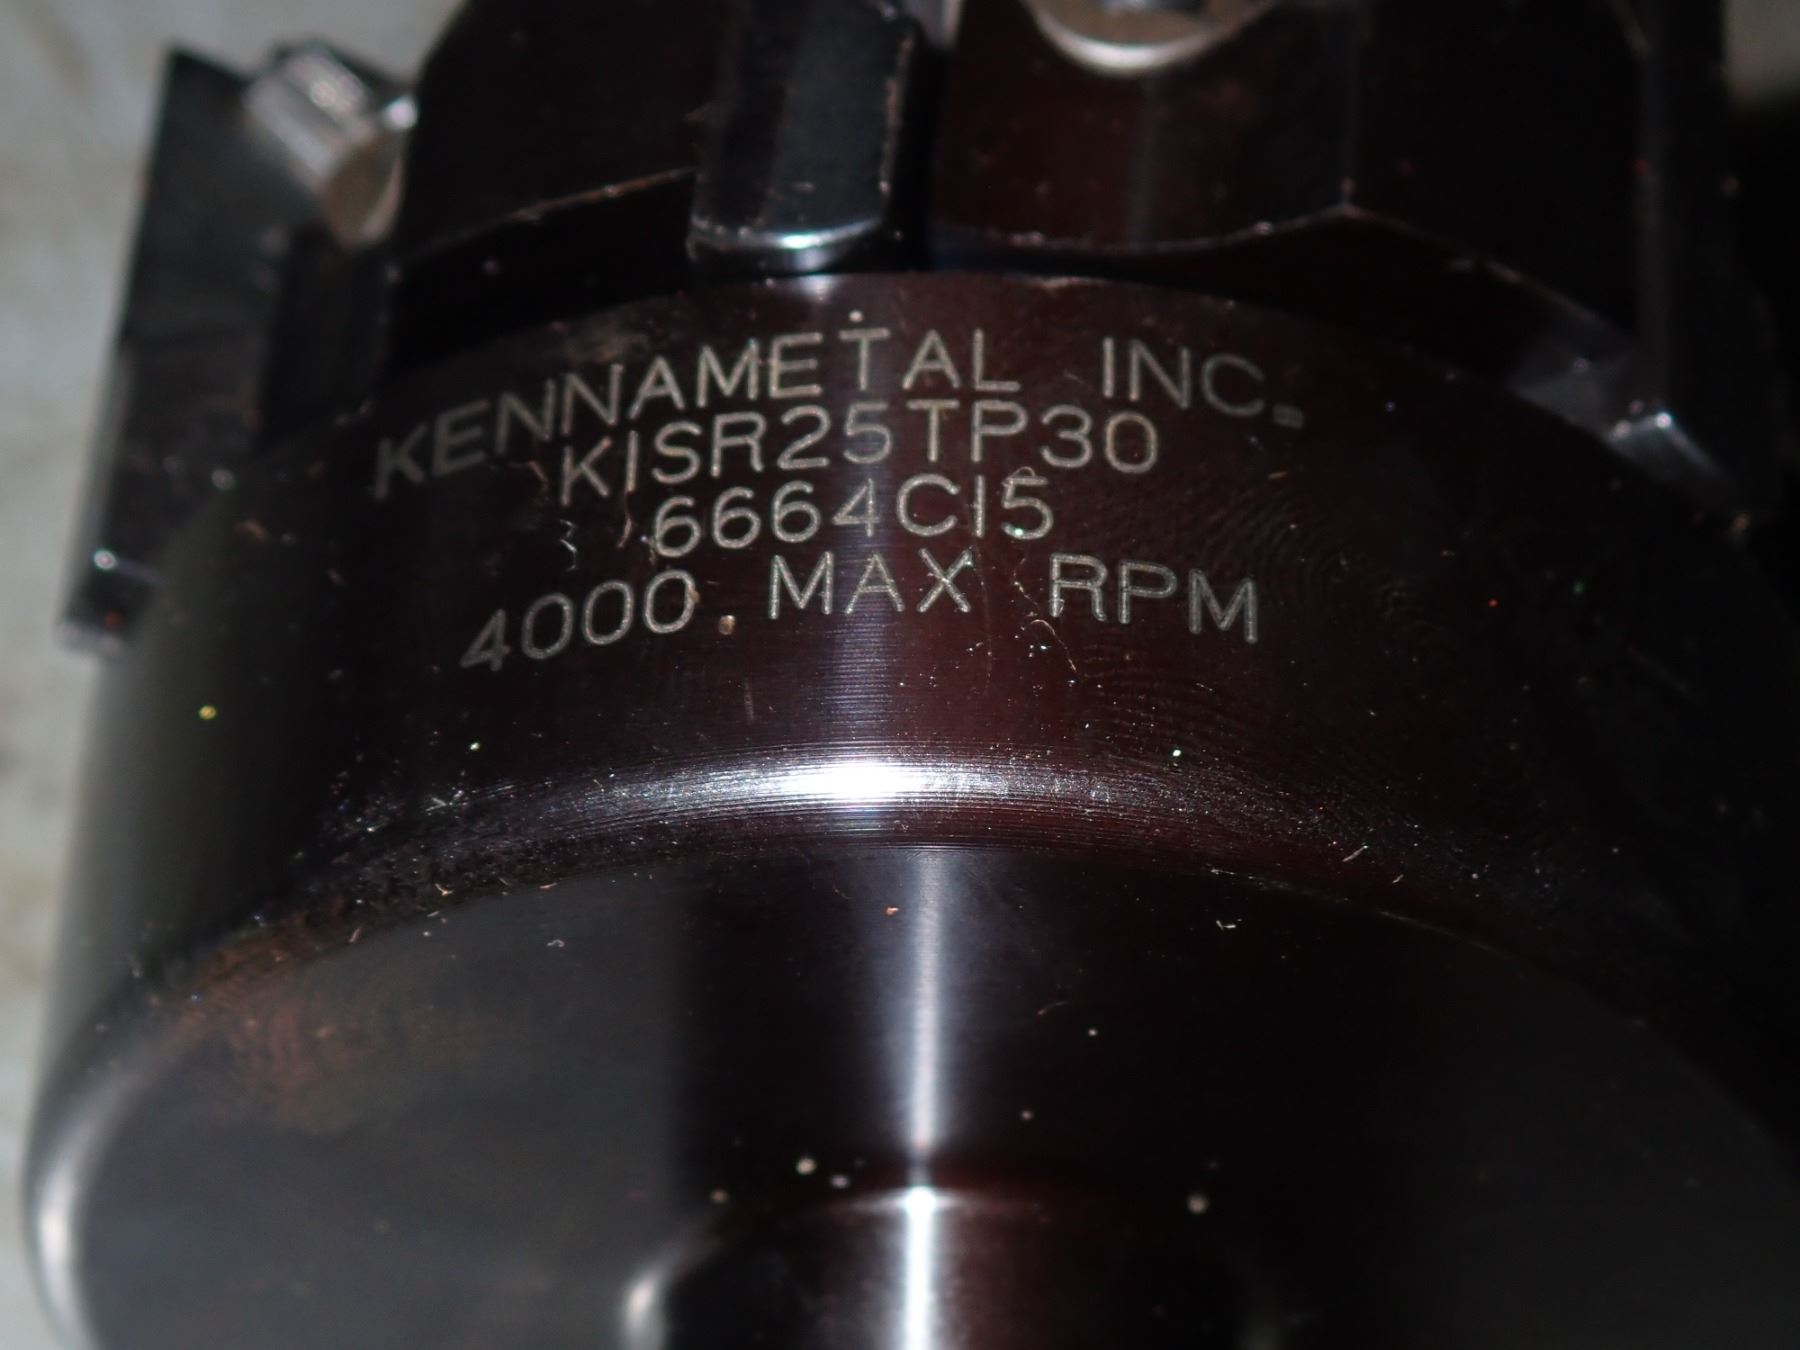 KENNAMETAL INC.
KISR25TP30
6664CI5
4000 MAX RPM